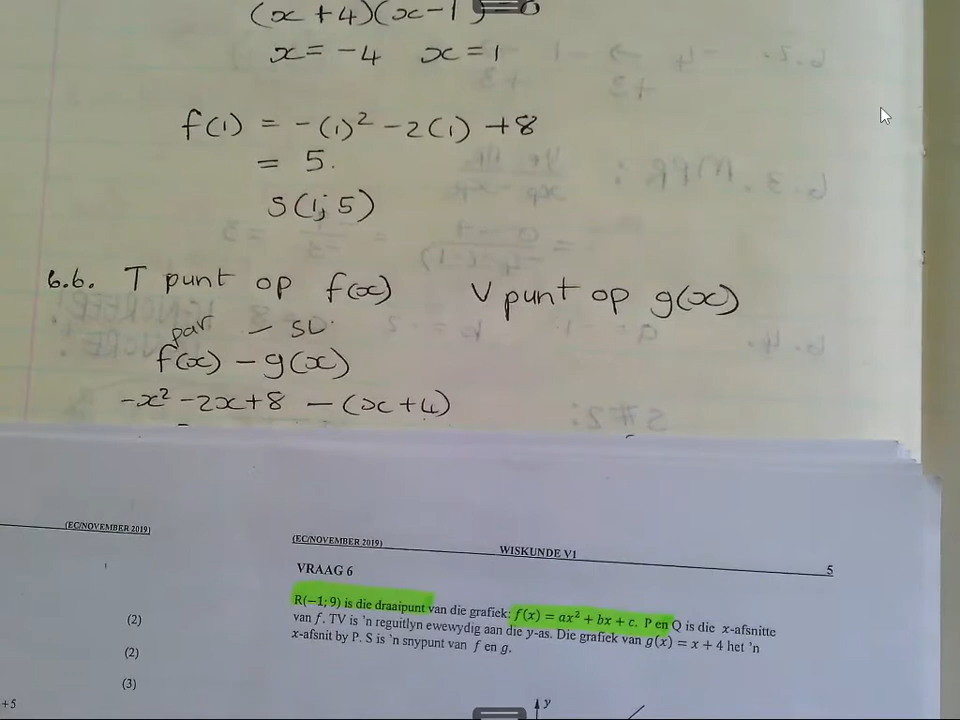 (x+4)(x-1)=0
x = -4 x = 1
f(1) = -(1)² - 2(1) + 8
= 5.
S(1; 5)
6.6. T punt op f(x) V punt op g(x)
par — SD.
f(x) - g(x)
-x² - 2x + 8 - (x+4)
(EC/NOVEMBER 2019)
(EC/NOVEMBER 2019) WISKUNDE V1 5
VRAAG 6
R(−1; 9) is die draaipunt van die grafiek: f(x) = ax² + bx + c. P en Q is die x-afsnitte
van f. TV is 'n reguitlyn ewewydig aan die y-as. Die grafiek van g(x) = x + 4 het 'n
x-afsnit by P. S is 'n snypunt van f en g.
(2)
(2)
(3)
+5
y